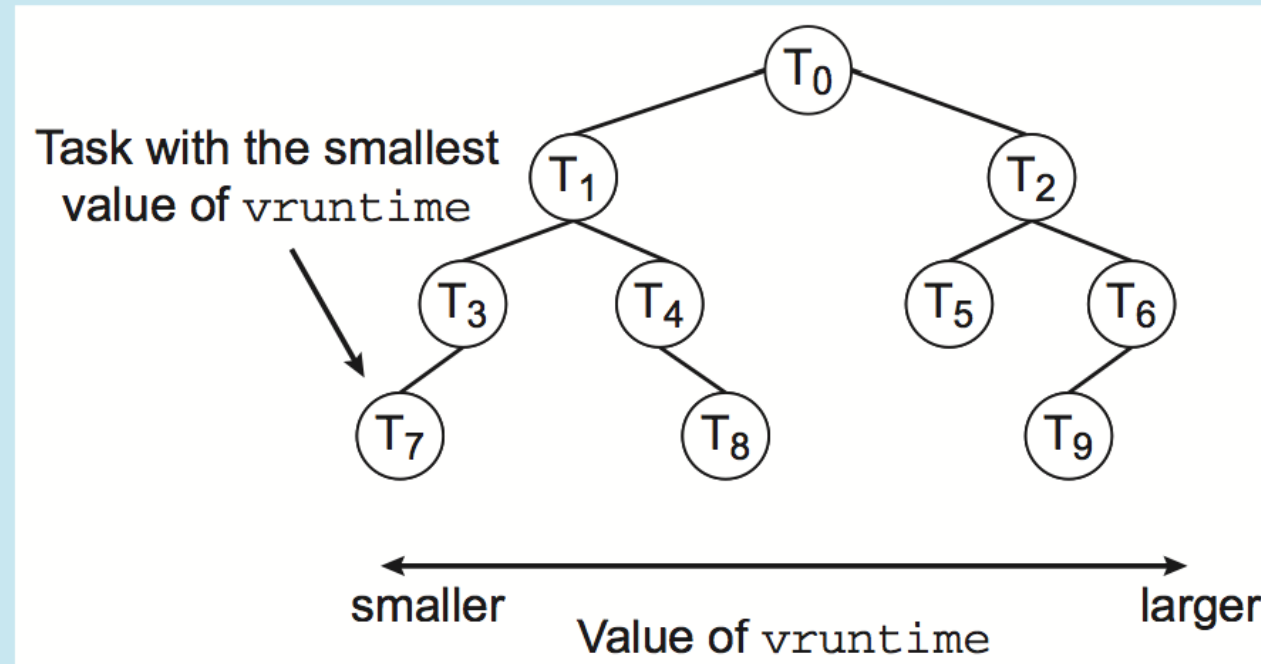 T₀
Task with the smallest
value of vruntime
T₁
T₂
T₃
T₄
T₅
T₆
T₇
T₈
T₉
smaller
larger
Value of vruntime